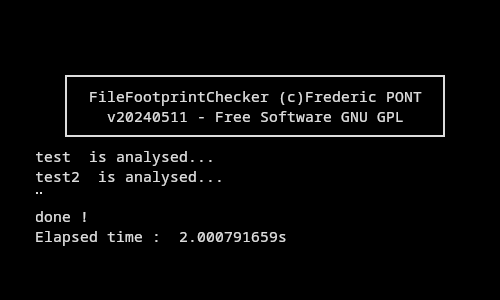 FileFootprintChecker (c)Frederic PONT
v20240511 - Free Software GNU GPL
test  is analysed...
test2  is analysed...
¨
done !
Elapsed time :  2.000791659s